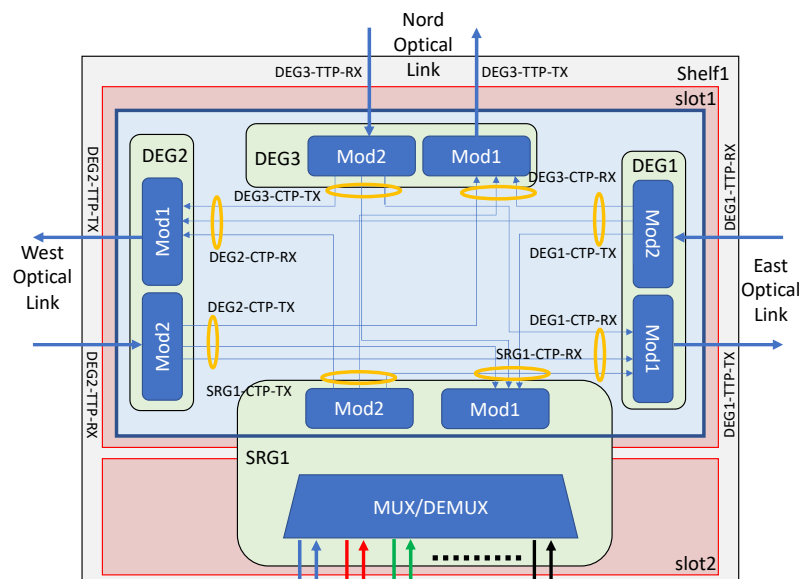 Nord
Optical
Link
DEG3-TTP-RX
DEG3-TTP-TX
Shelf1
slot1
DEG2
DEG3
Mod2
Mod1
DEG1
DEG2-TTP-TX
DEG1-TTP-RX
DEG3-CTP-TX
DEG3-CTP-RX
Mod1
Mod2
West
Optical
Link
DEG2-CTP-RX
DEG1-CTP-TX
East
Optical
Link
DEG2-CTP-TX
DEG1-CTP-RX
Mod2
Mod1
SRG1-CTP-RX
DEG2-TTP-RX
DEG1-TTP-TX
SRG1-CTP-TX
Mod2
Mod1
SRG1
MUX/DEMUX
slot2